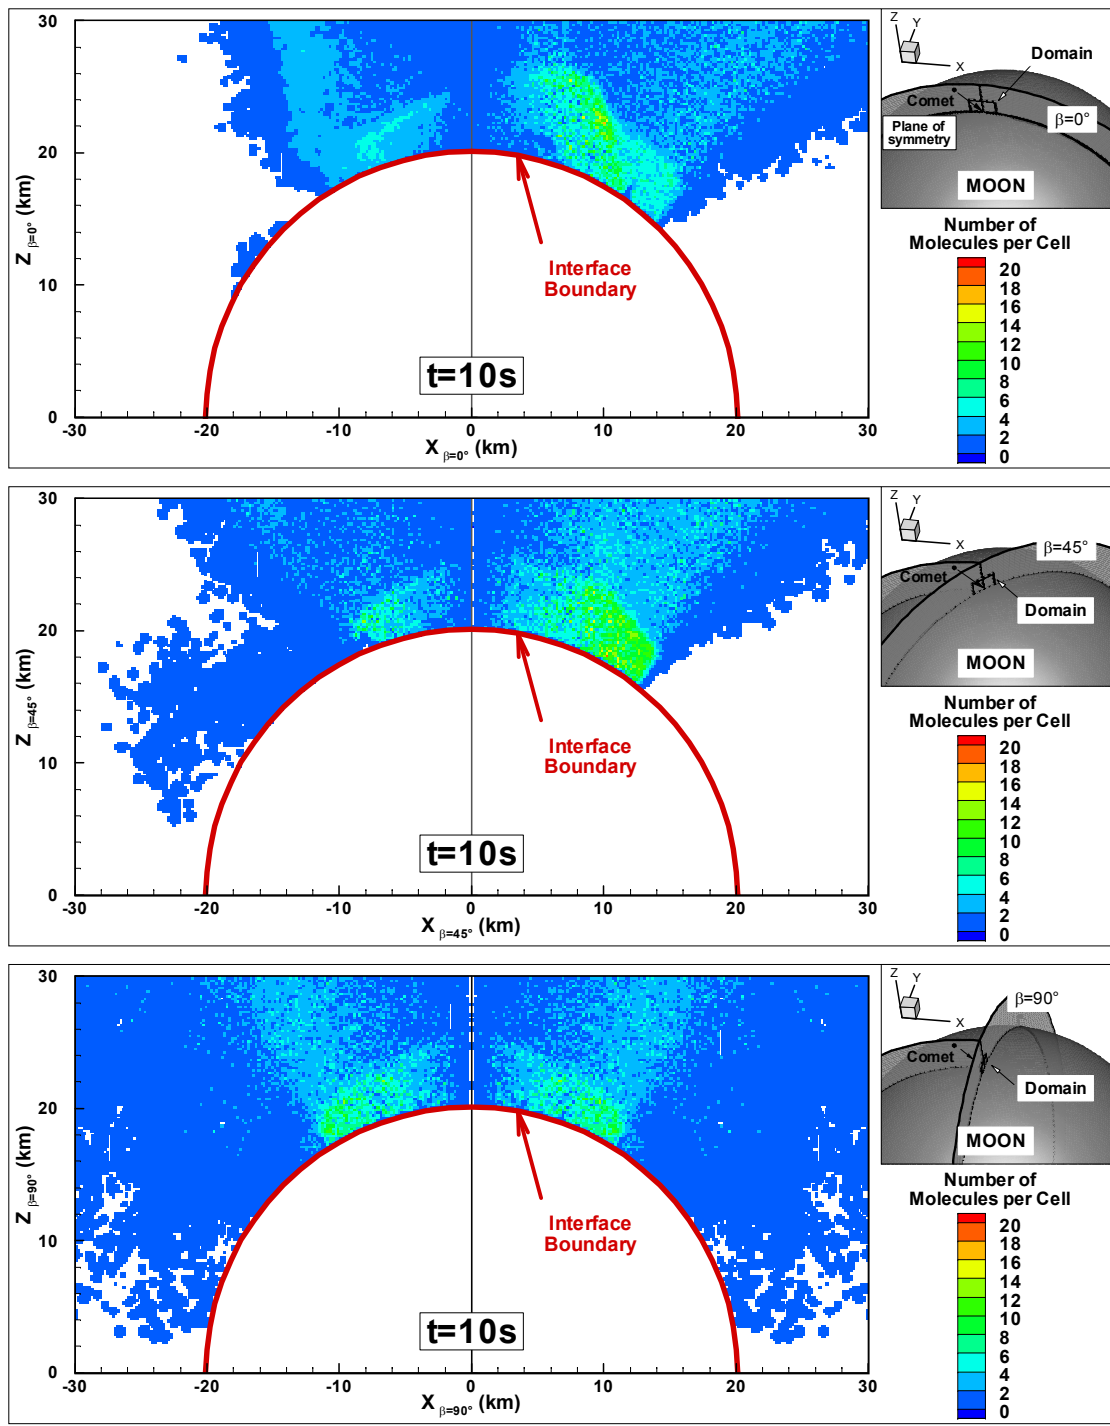 30
20
10
0
Z β=0° (km)
-30 -20 -10 0 10 20 30
X β=0° (km)
Interface
Boundary
t=10s
Z
Y
X
Domain
Comet
β=0°
Plane of
symmetry
MOON
Number of
Molecules per Cell
20
18
16
14
12
10
8
6
4
2
0
30
20
10
0
Z β=45° (km)
-30 -20 -10 0 10 20 30
X β=45° (km)
Interface
Boundary
t=10s
Z
Y
X
β=45°
Comet
Domain
MOON
Number of
Molecules per Cell
20
18
16
14
12
10
8
6
4
2
0
30
20
10
0
Z β=90° (km)
-30 -20 -10 0 10 20 30
X β=90° (km)
Interface
Boundary
t=10s
Z
Y
X
β=90°
Comet
Domain
MOON
Number of
Molecules per Cell
20
18
16
14
12
10
8
6
4
2
0